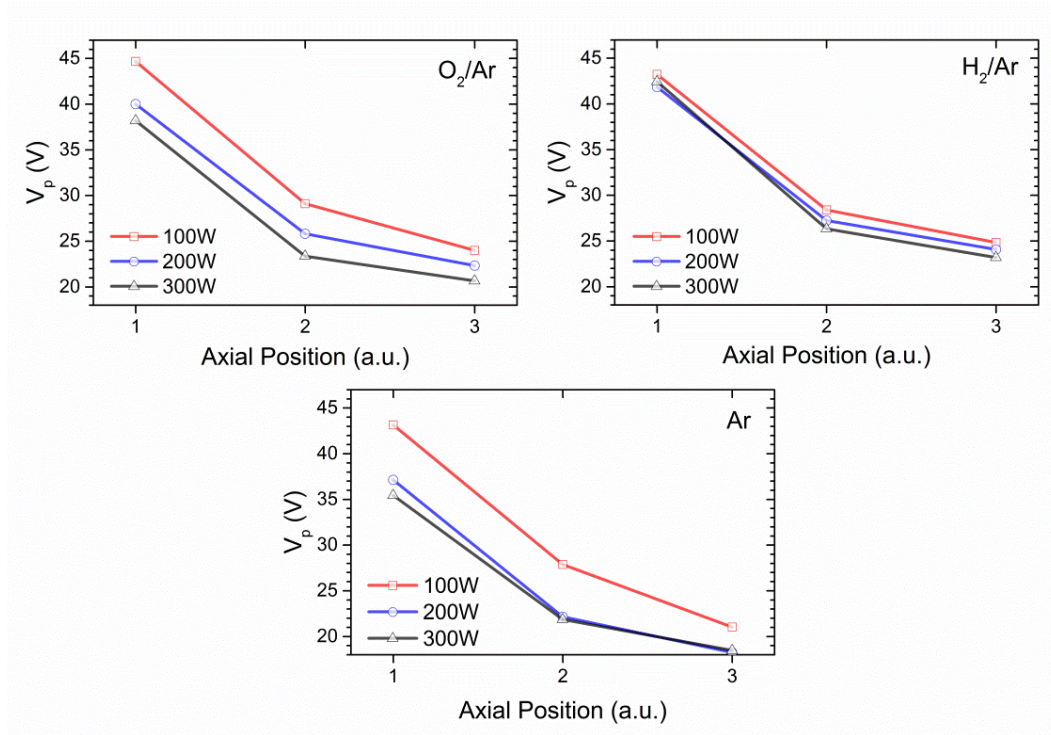 O₂/Ar
45
40
35
30
25
20
V_p (V)
100W
200W
300W
1 2 3
Axial Position (a.u.)
H₂/Ar
45
40
35
30
25
20
V_p (V)
100W
200W
300W
1 2 3
Axial Position (a.u.)
Ar
45
40
35
30
25
20
V_p (V)
100W
200W
300W
1 2 3
Axial Position (a.u.)